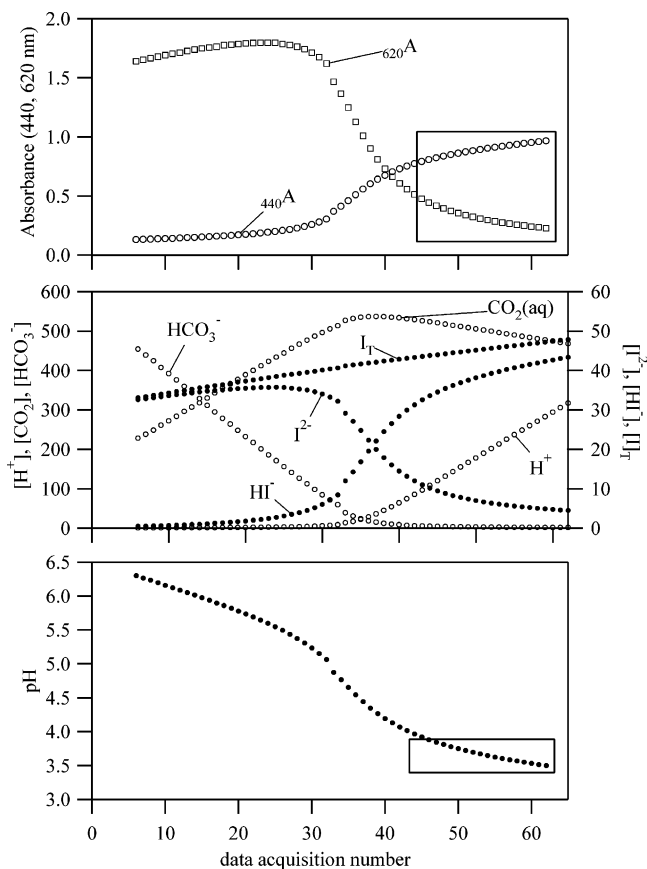 2.0
1.5
1.0
0.5
0.0
Absorbance (440, 620 nm)
₆₂₀A
₄₄₀A
600
500
400
300
200
100
0
[H⁺], [CO₂], [HCO₃⁻]
HCO₃⁻
CO₂(aq)
I_T
I²⁻
HI⁻
H⁺
60
50
40
30
20
10
0
[I²⁻], [HI⁻], [I]_T
6.5
6.0
5.5
5.0
4.5
4.0
3.5
3.0
pH
0 10 20 30 40 50 60
data acquisition number